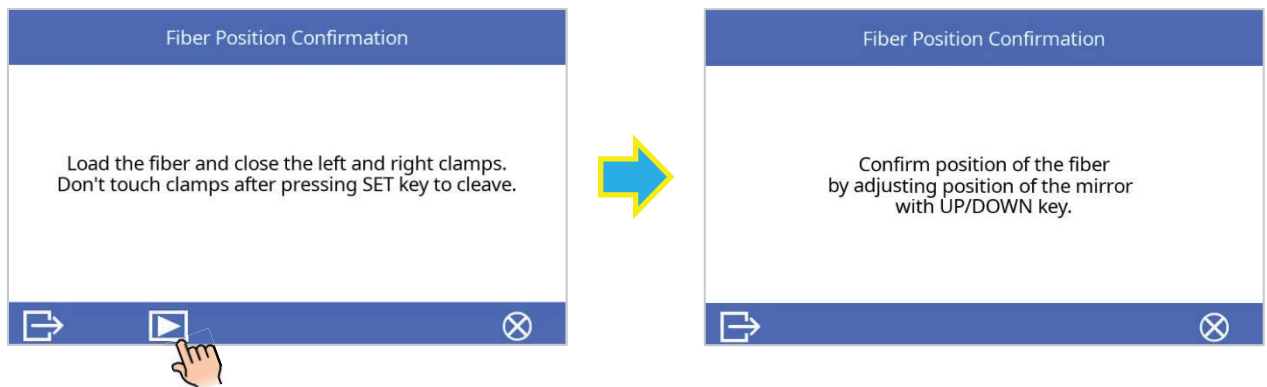 Fiber Position Confirmation
Load the fiber and close the left and right clamps.
Don't touch clamps after pressing SET key to cleave.
Fiber Position Confirmation
Confirm position of the fiber
by adjusting position of the mirror
with UP/DOWN key.